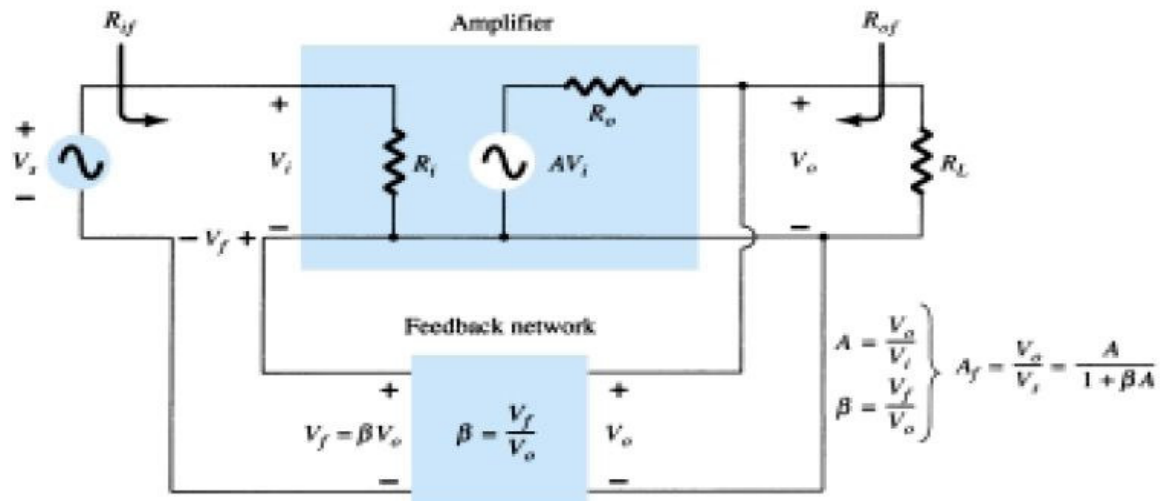 R_if
Amplifier
R_of
+
V_s
−
+
V_i
−
R_i
AV_i
R_o
+
V_o
−
R_L
− V_f +
Feedback network
+
V_f = βV_o
−
β = V_f/V_o
+
V_o
−
A = V_o/V_i
β = V_f/V_o
A_f = V_o/V_s = A/(1 + βA)